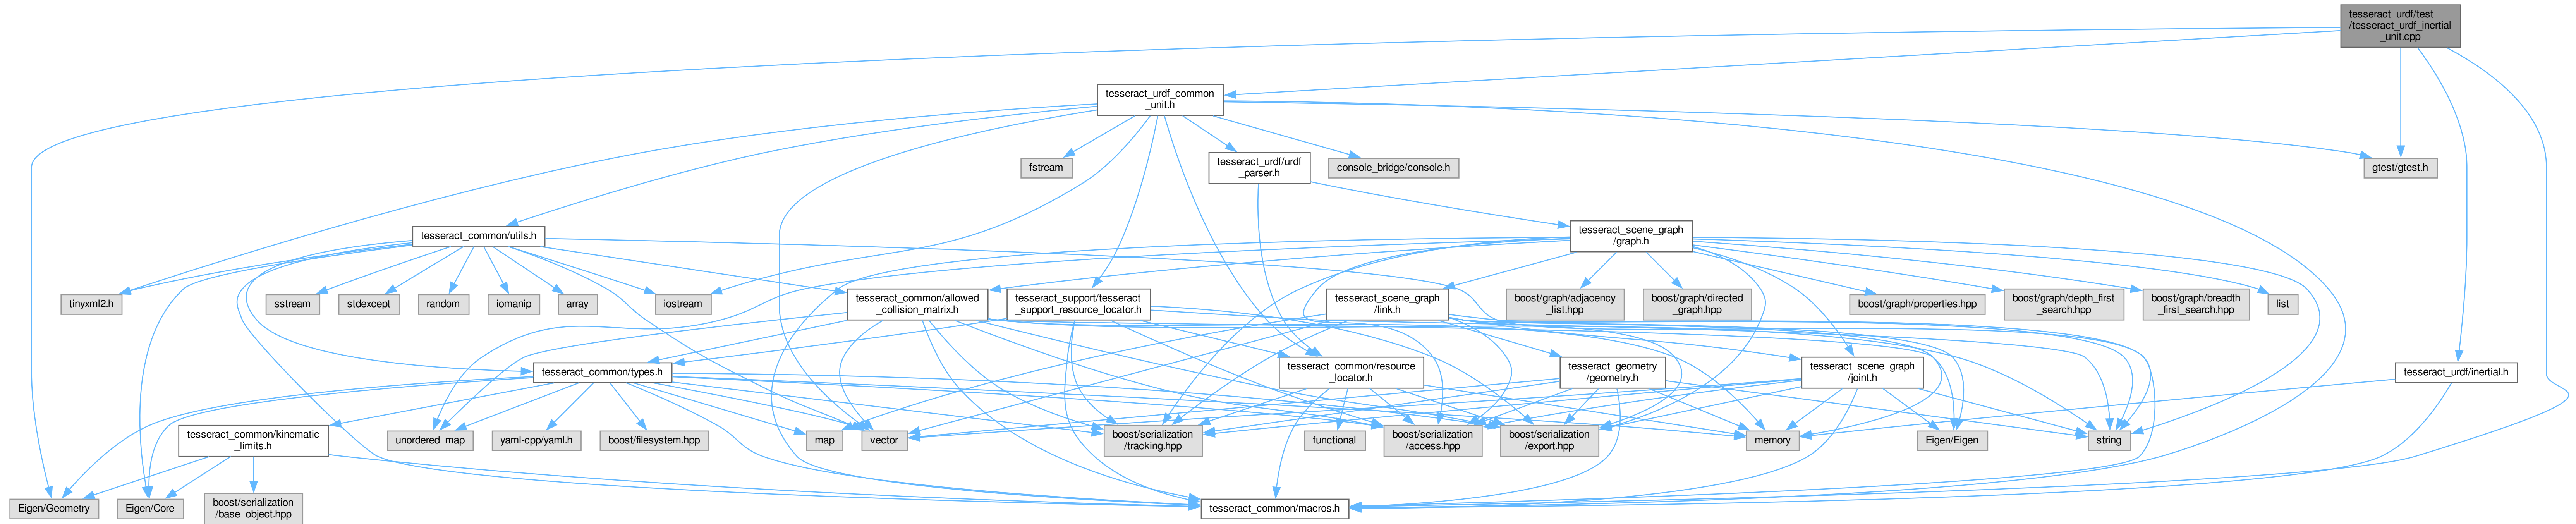 tesseract_urdf/test
/tesseract_urdf_inertial
_unit.cpp
tesseract_urdf_common
_unit.h
fstream
tesseract_urdf/urdf
_parser.h
console_bridge/console.h
gtest/gtest.h
tesseract_common/utils.h
tesseract_scene_graph
/graph.h
tinyxml2.h
sstream
stdexcept
random
iomanip
array
iostream
tesseract_common/allowed
_collision_matrix.h
tesseract_support/tesseract
_support_resource_locator.h
tesseract_scene_graph
/link.h
boost/graph/adjacency
_list.hpp
boost/graph/directed
_graph.hpp
boost/graph/properties.hpp
boost/graph/depth_first
_search.hpp
boost/graph/breadth
_first_search.hpp
list
tesseract_common/types.h
tesseract_common/resource
_locator.h
tesseract_geometry
/geometry.h
tesseract_scene_graph
/joint.h
tesseract_urdf/inertial.h
tesseract_common/kinematic
_limits.h
unordered_map
yaml-cpp/yaml.h
boost/filesystem.hpp
map
vector
boost/serialization
/tracking.hpp
functional
boost/serialization
/access.hpp
boost/serialization
/export.hpp
memory
Eigen/Eigen
string
Eigen/Geometry
Eigen/Core
boost/serialization
/base_object.hpp
tesseract_common/macros.h